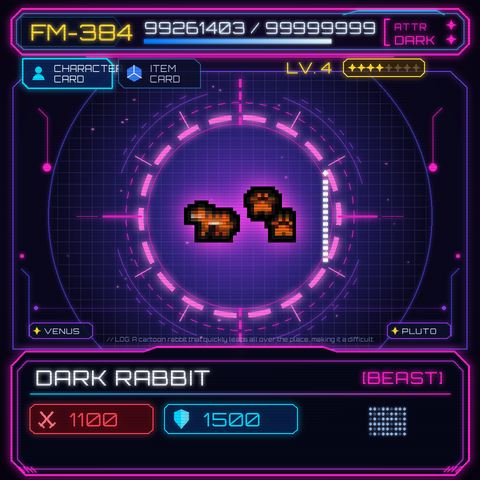 FM-384
99261403 / 99999999
ATTR
DARK
CHARACTER
CARD
ITEM
CARD
LV. 4
VENUS
PLUTO
// LOG: A cartoon rabbit that quickly leaps all over the place, making it a difficult
DARK RABBIT
[BEAST]
1100
1500